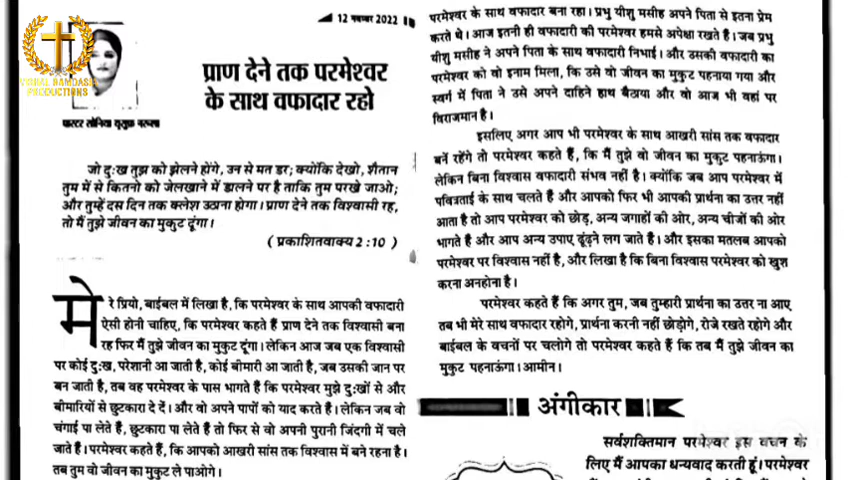 12 नवम्बर 2022
प्राण देने तक परमेश्वर
के साथ वफादार रहो
PRODUCTIONS
पास्टर सोनिया यूसुफ नरूला
जो दुःख तुझ को झेलने होंगे, उन से मत डर; क्योंकि देखो, शैतान
तुम में से कितनो को जेलखाने में डालने पर है ताकि तुम परखे जाओ;
और तुम्हें दस दिन तक क्लेश उठाना होगा। प्राण देने तक विश्वासी रह,
तो मैं तुझे जीवन का मुकुट दूंगा।
( प्रकाशितवाक्य 2:10 )
मेरे प्रियो, बाईबल में लिखा है, कि परमेश्वर के साथ आपकी वफादारी
ऐसी होनी चाहिए, कि परमेश्वर कहते हैं प्राण देने तक विश्वासी बना
रह फिर मैं तुझे जीवन का मुकुट दूंगा। लेकिन आज जब एक विश्वासी
पर कोई दुःख, परेशानी आ जाती है, कोई बीमारी आ जाती है, जब उसकी जान पर
बन जाती है, तब वह परमेश्वर के पास भागते हैं कि परमेश्वर मुझे दुःखों से और
बीमारियों से छुटकारा दे दें। और वो अपने पापों को याद करते हैं। लेकिन जब वो
चंगाई पा लेते हैं, छुटकारा पा लेते हैं तो फिर से वो अपनी पुरानी जिंदगी में चले
जाते हैं। परमेश्वर कहते हैं, कि आपको आखरी सांस तक विश्वास में बने रहना है।
तब तुम वो जीवन का मुकुट ले पाओगे।
परमेश्वर के साथ वफादार बना रहा। प्रभु यीशु मसीह अपने पिता से इतना प्रेम
करते थे। आज इतनी ही वफादारी की परमेश्वर हमसे अपेक्षा रखते हैं। जब प्रभु
यीशु मसीह ने अपने पिता के साथ वफादारी निभाई। और उसकी वफादारी का
परमेश्वर को वो इनाम मिला, कि उसे वो जीवन का मुकुट पहनाया गया और
स्वर्ग में पिता ने उसे अपने दाहिने हाथ बैठाया और वो आज भी वहां पर
विराजमान है।
इसलिए अगर आप भी परमेश्वर के साथ आखरी सांस तक वफादार
बनें रहेंगे तो परमेश्वर कहते हैं, कि मैं तुझे वो जीवन का मुकुट पहनाऊंगा।
लेकिन बिना विश्वास वफादारी संभव नहीं है। क्योंकि जब आप परमेश्वर में
पवित्रताई के साथ चलते हैं और आपको फिर भी आपकी प्रार्थना का उत्तर नहीं
आता है तो आप परमेश्वर को छोड़, अन्य जगाहों की ओर, अन्य चीजों की ओर
भागते हैं और आप अन्य उपाए ढूंढ़ने लग जाते हैं। और इसका मतलब आपको
परमेश्वर पर विश्वास नहीं है, और लिखा है कि बिना विश्वास परमेश्वर को खुश
करना अनहोना है।
परमेश्वर कहते हैं कि अगर तुम, जब तुम्हारी प्रार्थना का उतर ना आए
तब भी मेरे साथ वफादार रहोगे, प्रार्थना करनी नहीं छोड़ोगे, रोजे रखते रहोगे और
बाईबल के वचनों पर चलोगे तो परमेश्वर कहते हैं कि तब मैं तुझे जीवन का
मुकुट पहनाऊंगा। आमीन।
अंगीकार
सर्वशक्तिमान परमेश्वर इस वचन के
लिए मैं आपका धन्यवाद करती हूं। परमेश्वर